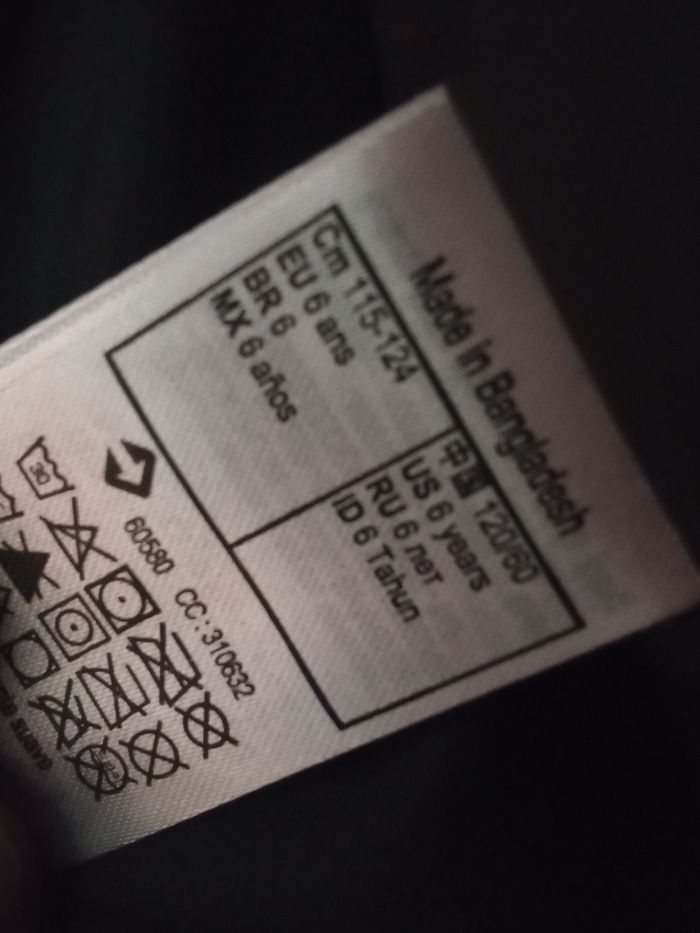 Made in Bangladesh
Cm 115-124
EU 6 ans
BR 6
MX 6 años
中国 120/60
US 6 years
RU 6 лет
ID 6 Tahun
60580 CC:310632
30